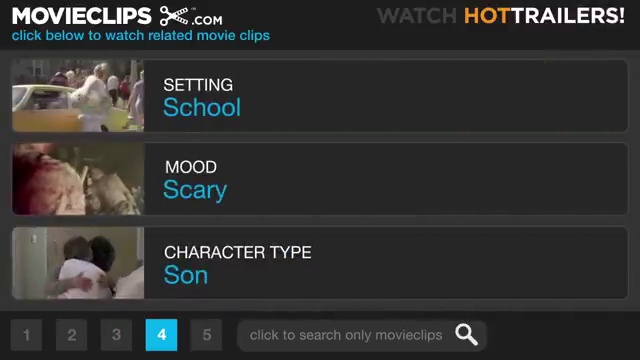 MOVIECLIPS .COM
WATCH HOTTRAILERS!
click below to watch related movie clips
SETTING
School
MOOD
Scary
CHARACTER TYPE
Son
1 2 3 4 5
click to search only movieclips